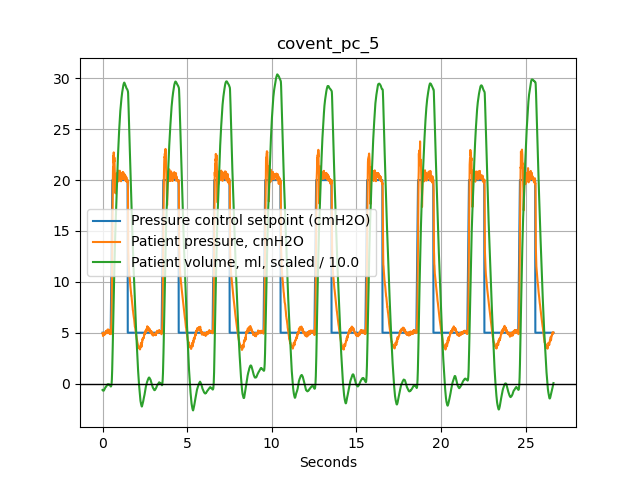 covent_pc_5
30
25
20
15
10
5
0
Pressure control setpoint (cmH2O)
Patient pressure, cmH2O
Patient volume, ml, scaled / 10.0
0 5 10 15 20 25
Seconds